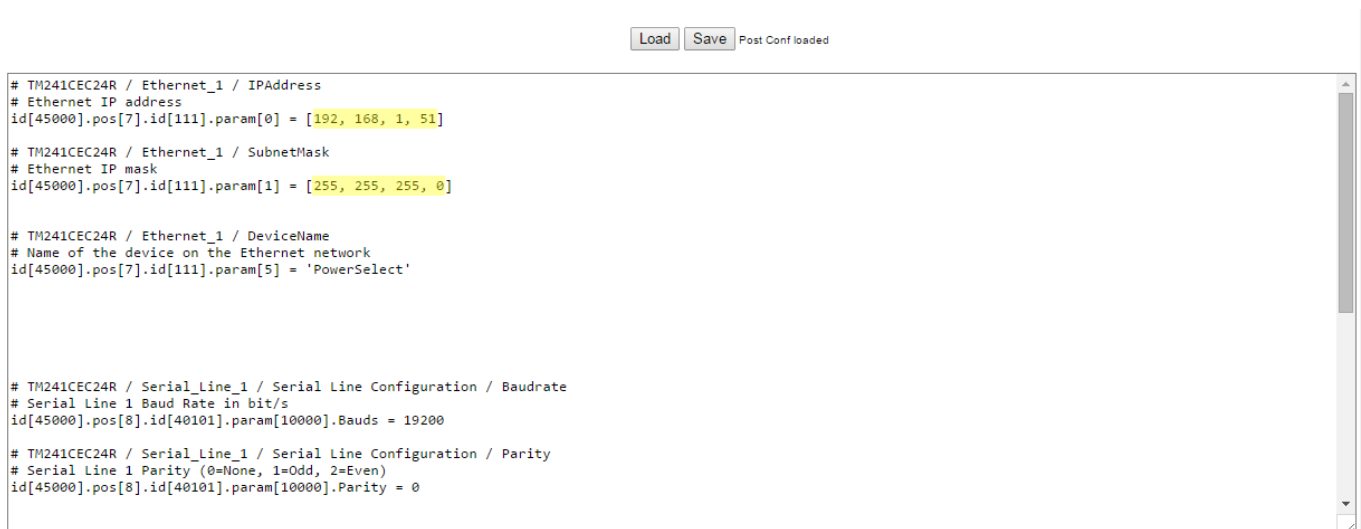 Load Save Post Conf loaded
# TM241CEC24R / Ethernet_1 / IPAddress
# Ethernet IP address
id[45000].pos[7].id[111].param[0] = [192, 168, 1, 51]
# TM241CEC24R / Ethernet_1 / SubnetMask
# Ethernet IP mask
id[45000].pos[7].id[111].param[1] = [255, 255, 255, 0]
# TM241CEC24R / Ethernet_1 / DeviceName
# Name of the device on the Ethernet network
id[45000].pos[7].id[111].param[5] = 'PowerSelect'
# TM241CEC24R / Serial_Line_1 / Serial Line Configuration / Baudrate
# Serial Line 1 Baud Rate in bit/s
id[45000].pos[8].id[40101].param[10000].Bauds = 19200
# TM241CEC24R / Serial_Line_1 / Serial Line Configuration / Parity
# Serial Line 1 Parity (0=None, 1=Odd, 2=Even)
id[45000].pos[8].id[40101].param[10000].Parity = 0